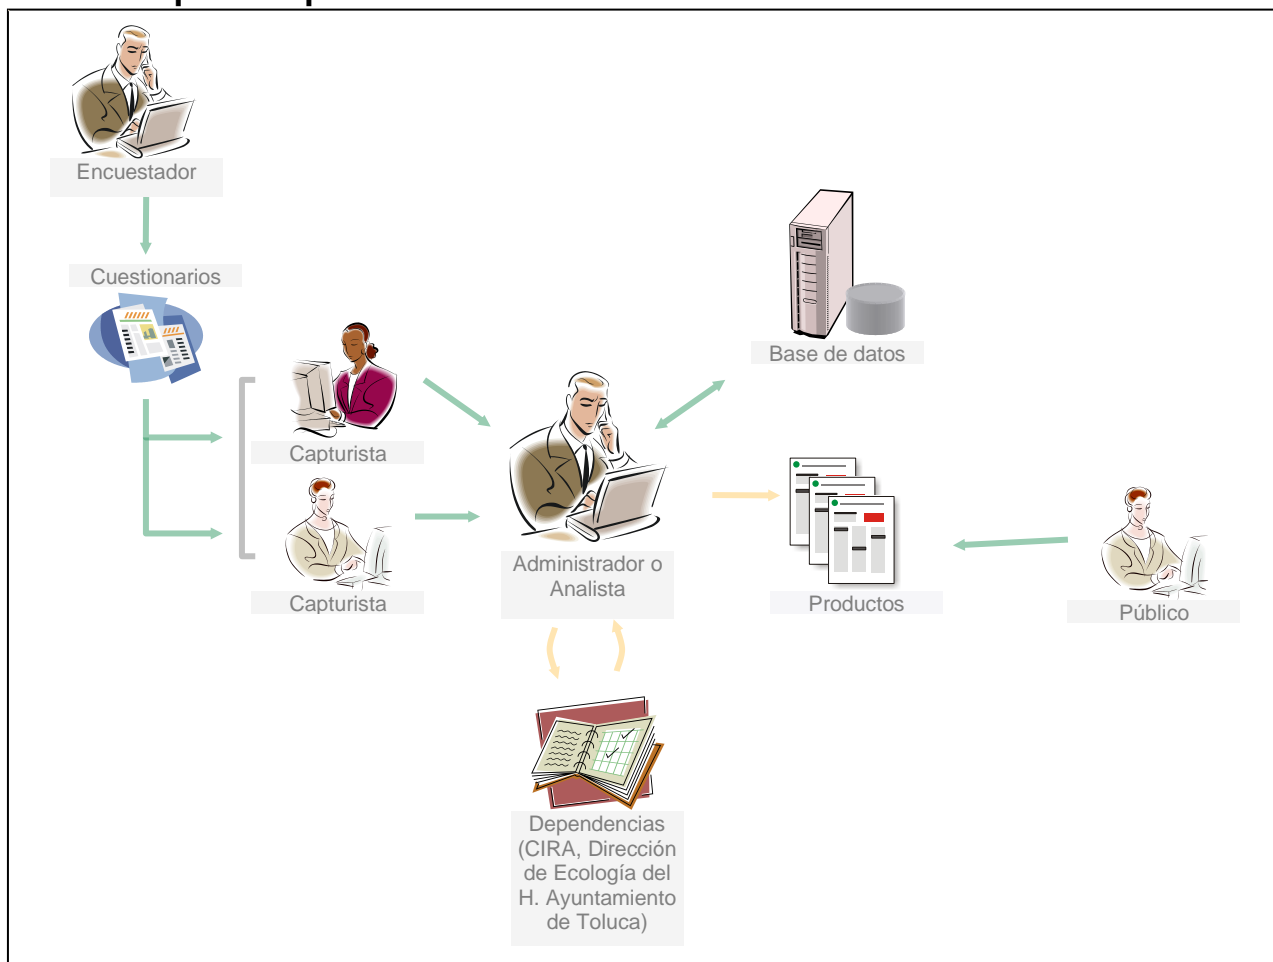 Encuestador
Cuestionarios
Capturista
Capturista
Administrador o
Analista
Base de datos
Productos
Público
Dependencias
(CIRA, Dirección
de Ecología del
H. Ayuntamiento
de Toluca)